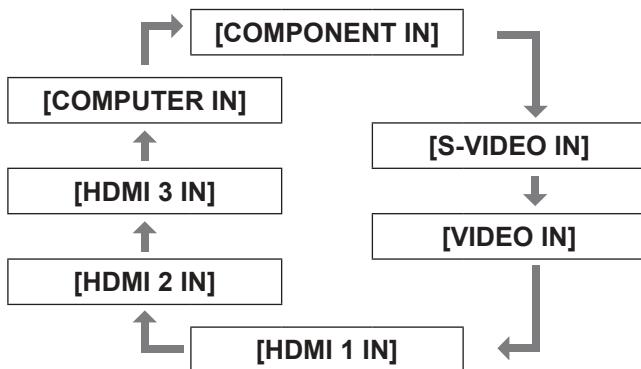 [COMPONENT IN]
[COMPUTER IN]
[S-VIDEO IN]
[HDMI 3 IN]
[VIDEO IN]
[HDMI 2 IN]
[HDMI 1 IN]